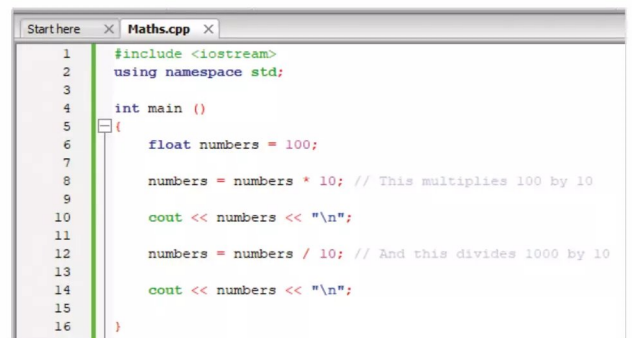 Start here X Maths.cpp X
1 #include <iostream>
2 using namespace std;
3
4 int main ()
5 {
6 float numbers = 100;
7
8 numbers = numbers * 10; // This multiplies 100 by 10
9
10 cout << numbers << "\n";
11
12 numbers = numbers / 10; // And this divides 1000 by 10
13
14 cout << numbers << "\n";
15
16 }